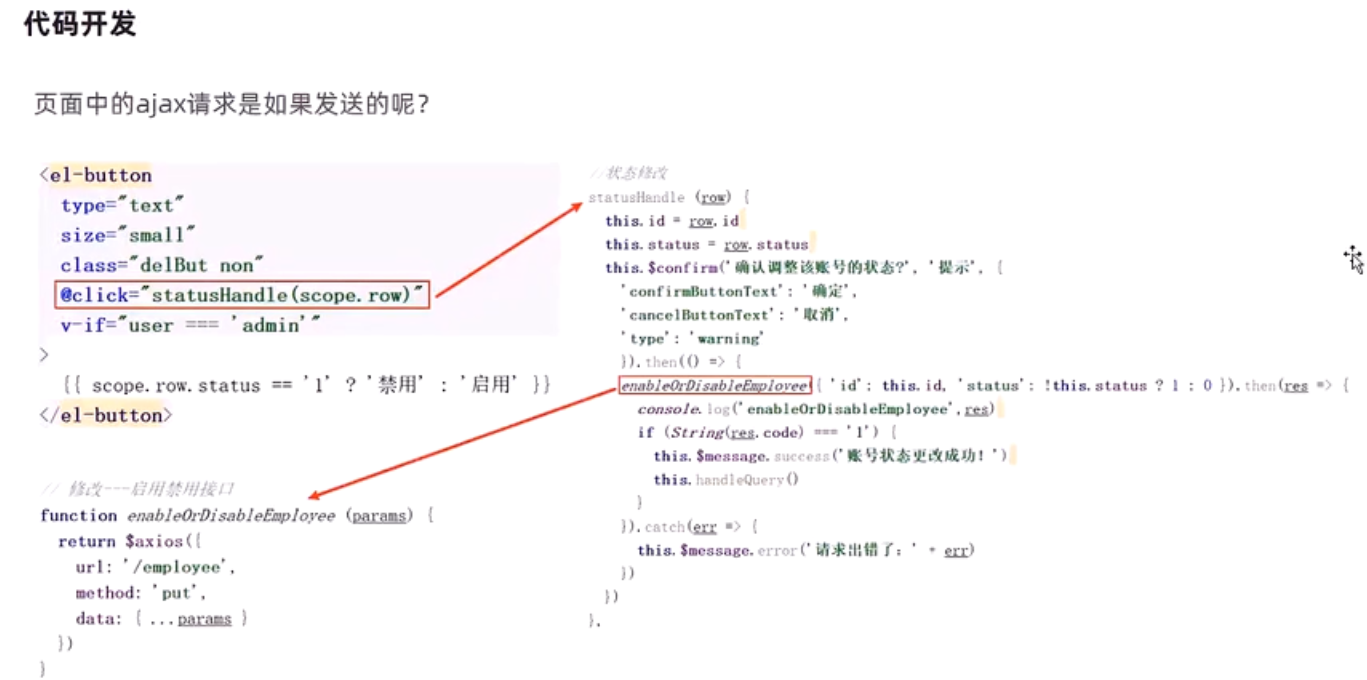 代码开发
页面中的ajax请求是如果发送的呢？
<el-button
type="text"
size="small"
class="delBut non"
@click="statusHandle(scope.row)"
v-if="user === 'admin'"
>
{{ scope.row.status == '1' ? '禁用' : '启用' }}
</el-button>
// 修改---启用禁用接口
function enableOrDisableEmployee (params) {
return $axios({
url: '/employee',
method: 'put',
data: { ...params }
})
}
//状态修改
statusHandle (row) {
this.id = row.id
this.status = row.status
this.$confirm('确认调整该账号的状态?', '提示', {
'confirmButtonText': '确定',
'cancelButtonText': '取消',
'type': 'warning'
}).then(() => {
enableOrDisableEmployee({ 'id': this.id, 'status': !this.status ? 1 : 0 }).then(res => {
console.log('enableOrDisableEmployee',res)
if (String(res.code) === '1') {
this.$message.success('账号状态更改成功！')
this.handleQuery()
}
}).catch(err => {
this.$message.error('请求出错了：' + err)
})
})
},